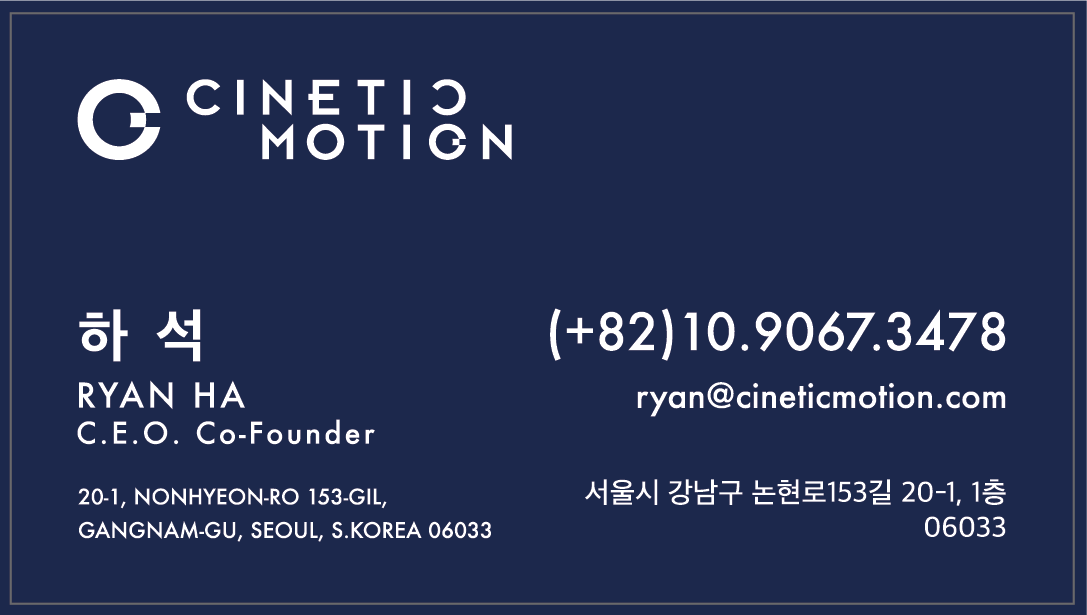 CINETIC
MOTION
하 석
RYAN HA
C.E.O. Co-Founder
(+82)10.9067.3478
ryan@cineticmotion.com
20-1, NONHYEON-RO 153-GIL,
GANGNAM-GU, SEOUL, S.KOREA 06033
서울시 강남구 논현로153길 20-1, 1층
06033